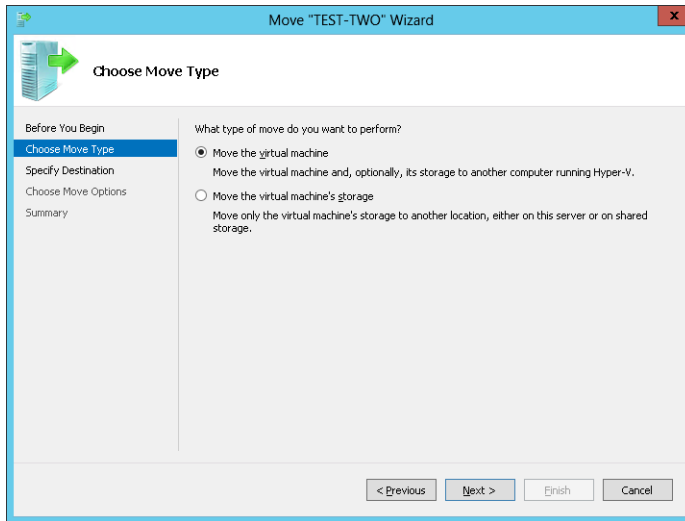 Move "TEST-TWO" Wizard
x
Choose Move Type
Before You Begin
Choose Move Type
Specify Destination
Choose Move Options
Summary
What type of move do you want to perform?
Move the virtual machine
Move the virtual machine and, optionally, its storage to another computer running Hyper-V.
Move the virtual machine's storage
Move only the virtual machine's storage to another location, either on this server or on shared
storage.
< Previous
Next >
Finish
Cancel